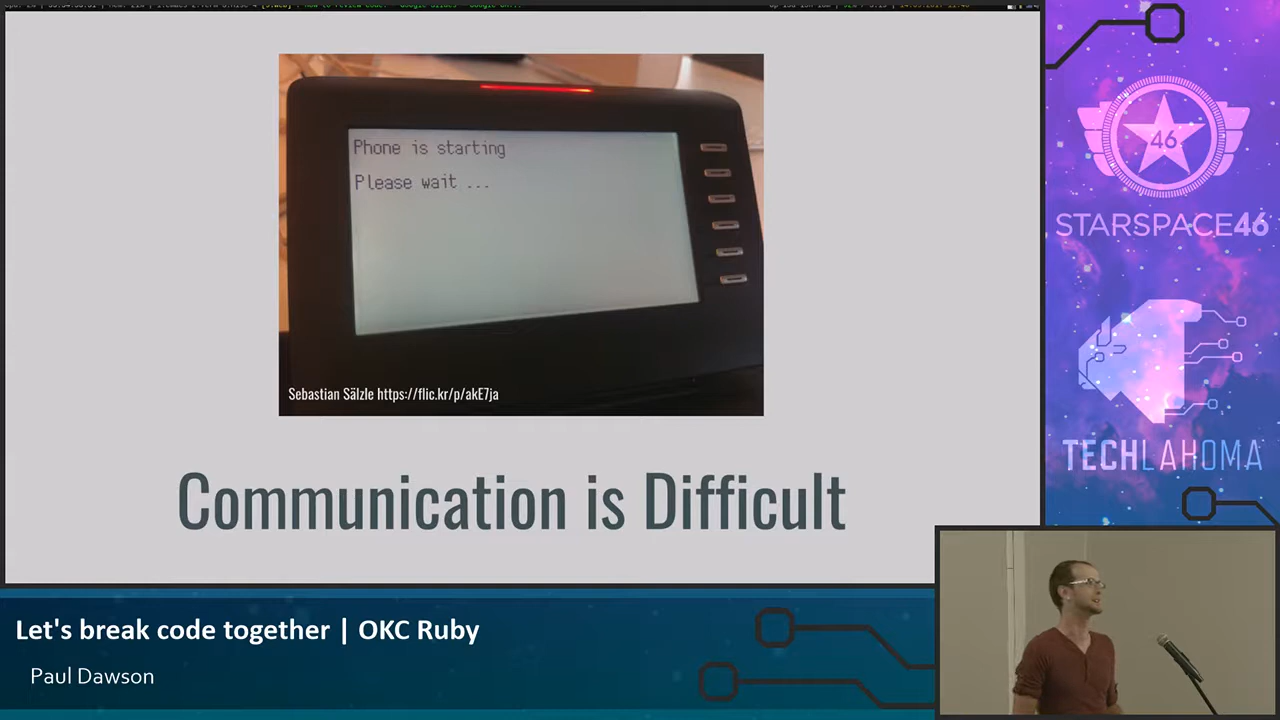 Phone is starting
Please wait ...
Sebastian Sälzle https://flic.kr/p/akE7ja
Communication is Difficult
46
STARSPACE46
TECHLAHOMA
Let's break code together | OKC Ruby
Paul Dawson